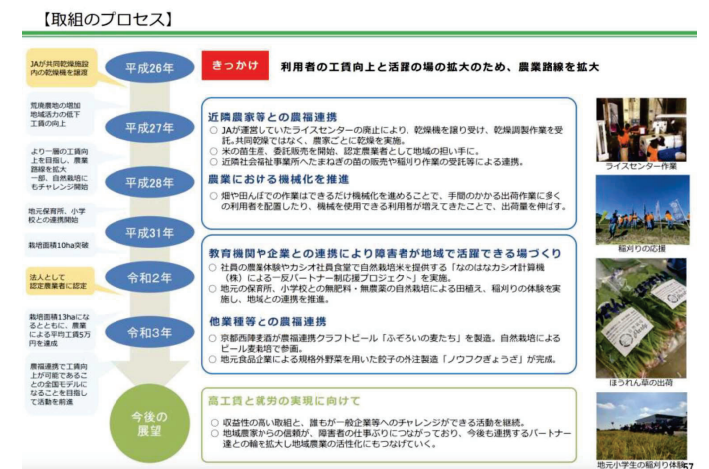 【取組のプロセス】
JAが共同乾燥施設
内の乾燥機を譲渡
平成26年
きっかけ
利用者の工賃向上と活躍の場の拡大のため、農業路線を拡大
荒廃農地の増加
地域活力の低下
工賃の向上
平成27年
より一層の工賃向
上を目指し、農業
路線を拡大
一部、自然栽培に
もチャレンジ開始
平成28年
地元保育所、小学
校との連携開始
平成31年
栽培面積10ha突破
法人として
認定農業者に認定
令和2年
栽培面積13haにな
るとともに、農業
による平均工賃5万
円を達成
令和3年
農福連携で工賃向
上が可能であるこ
との全国モデルに
なることを目指し
て活動を前進
今後の
展望
近隣農家等との農福連携
○ JAが運営していたライスセンターの廃止により、乾燥機を譲り受け、乾燥調製作業を受
託。共同乾燥ではなく、農家ごとに乾燥を実施。
○ 米の苗生産、委託販売を開始、認定農業者として地域の担い手に。
○ 近隣社会福祉事業所へたまねぎの苗の販売や稲刈り作業の受託等による連携。
農業における機械化を推進
○ 畑や田んぼでの作業はできるだけ機械化を進めることで、手間のかかる出荷作業に多く
の利用者を配置したり、機械を使用できる利用者が増えてきたことで、出荷量を伸ばす。
教育機関や企業との連携により障害者が地域で活躍できる場づくり
○ 社員の農業体験やカシオ社員食堂で自然栽培米を提供する「なのはなカシオ計算機
（株）による一反パートナー制応援プロジェクト」を実施。
○ 地元の保育所、小学校との無肥料・無農薬の自然栽培による田植え、稲刈りの体験を実
施し、地域との連携を推進。
他業種等との農福連携
○ 京都西陣麦酒が農福連携クラフトビール「ふぞろいの麦たち」を製造。自然栽培による
ビール麦栽培で参画。
○ 地元食品企業による規格外野菜を用いた餃子の外注製造「ノウフクぎょうざ」が完成。
高工賃と就労の実現に向けて
○ 収益性の高い取組と、誰もが一般企業等へのチャレンジができる活動を継続。
○ 地域農家からの信頼が、障害者の仕事ぶりにつながっており、今後も連携するパートナー
達との輪を拡大し地域農業の活性化にもつなげていく。
ライスセンター作業
稲刈りの応援
ほうれん草の出荷
地元小学生の稲刈り体験
57